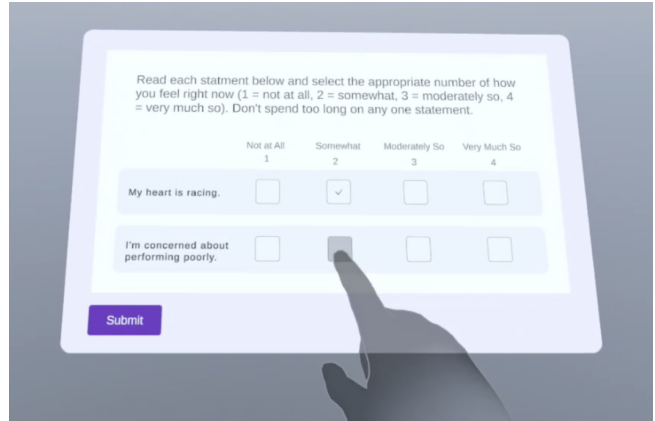 Read each statment below and select the appropriate number of how
you feel right now (1 = not at all, 2 = somewhat, 3 = moderately so, 4
= very much so). Don't spend too long on any one statement.
Not at All Somewhat Moderately So Very Much So
1 2 3 4
My heart is racing.
I'm concerned about
performing poorly.
Submit